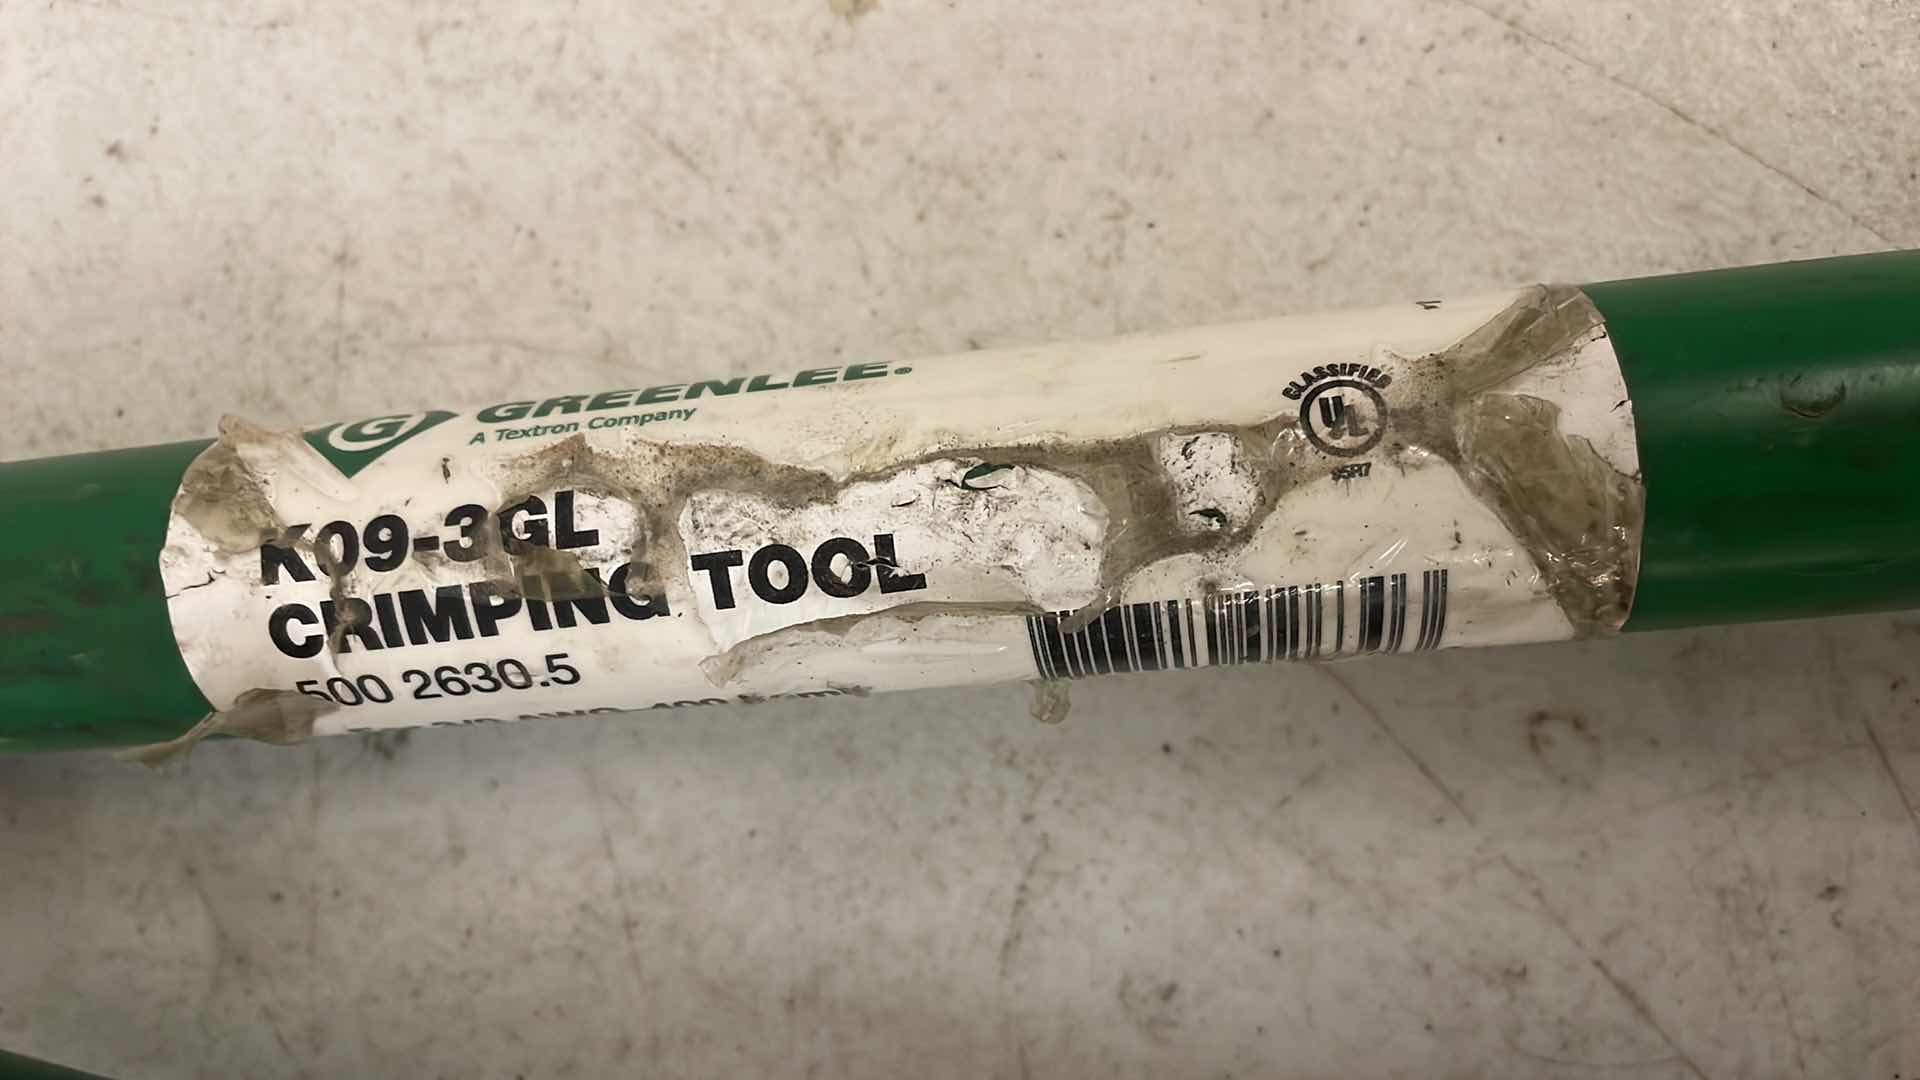 G GREENLEE®
A Textron Company
K09-3GL
CRIMPING TOOL
500 2630.5
CLASSIFIED
UL